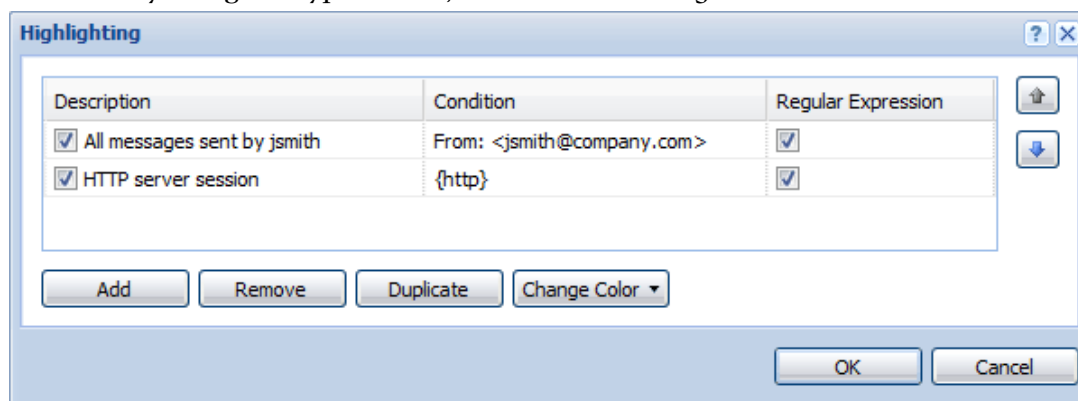 Highlighting
Description Condition Regular Expression
All messages sent by jsmith From: <jsmith@company.com>
HTTP server session {http}
Add Remove Duplicate Change Color
OK Cancel